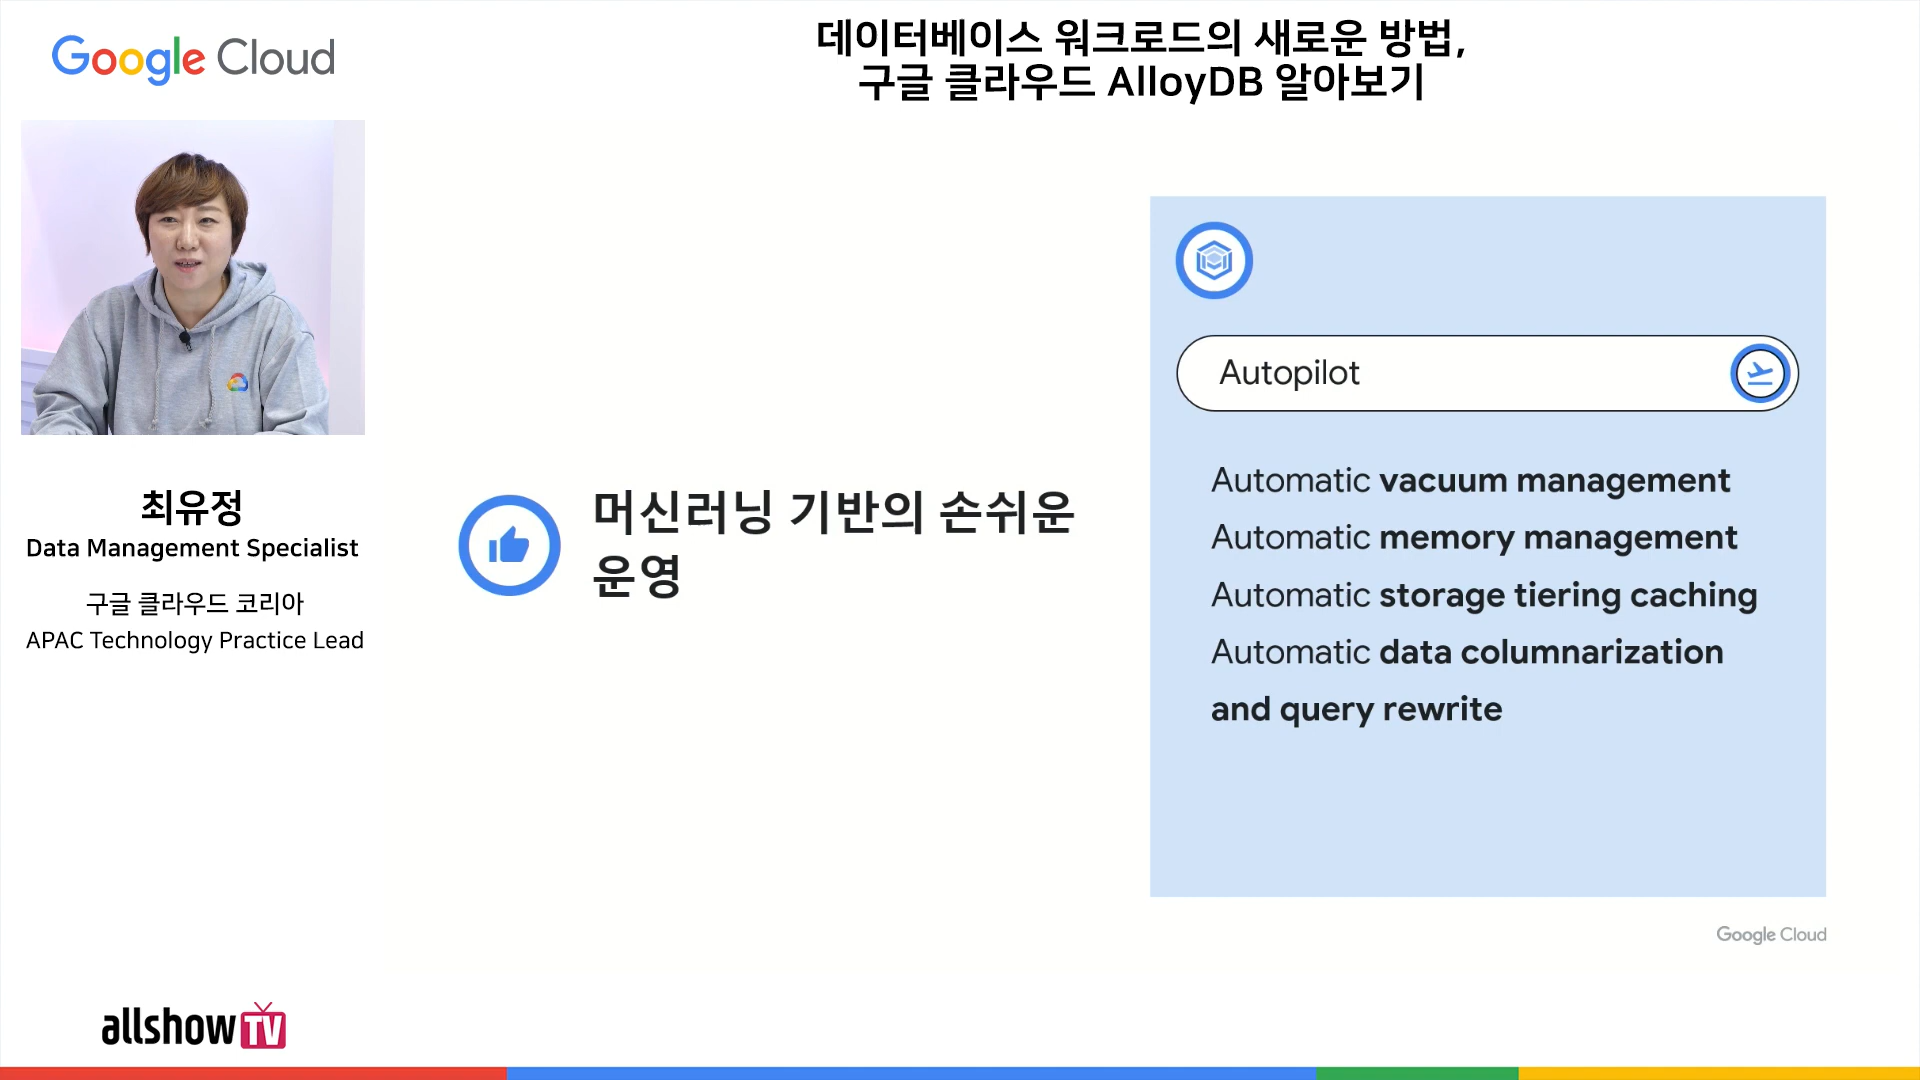 Google Cloud
데이터베이스 워크로드의 새로운 방법,
구글 클라우드 AlloyDB 알아보기
최유정
Data Management Specialist
구글 클라우드 코리아
APAC Technology Practice Lead
머신러닝 기반의 손쉬운
운영
Autopilot
Automatic vacuum management
Automatic memory management
Automatic storage tiering caching
Automatic data columnarization
and query rewrite
Google Cloud
allshowTV